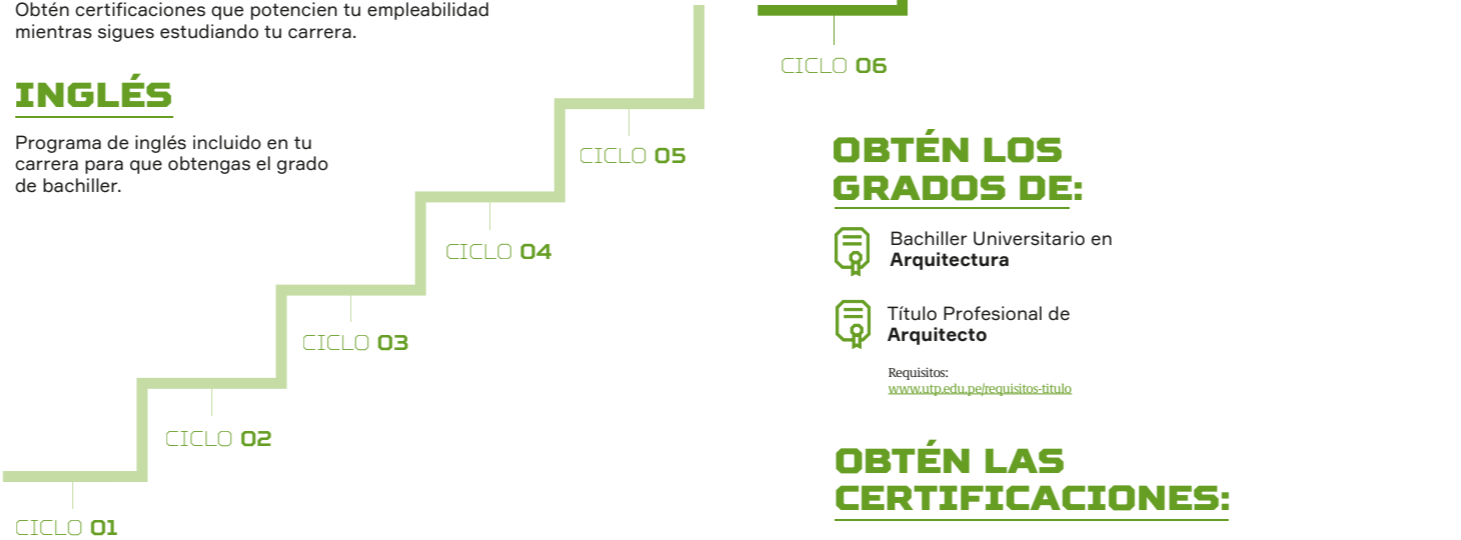 Obtén certificaciones que potencien tu empleabilidad
mientras sigues estudiando tu carrera.
INGLÉS
Programa de inglés incluido en tu
carrera para que obtengas el grado
de bachiller.
CICLO 01
CICLO 02
CICLO 03
CICLO 04
CICLO 05
CICLO 06
OBTÉN LOS
GRADOS DE:
Bachiller Universitario en
Arquitectura
Título Profesional de
Arquitecto
Requisitos:
www.utp.edu.pe/requisitos-titulo
OBTÉN LAS
CERTIFICACIONES: